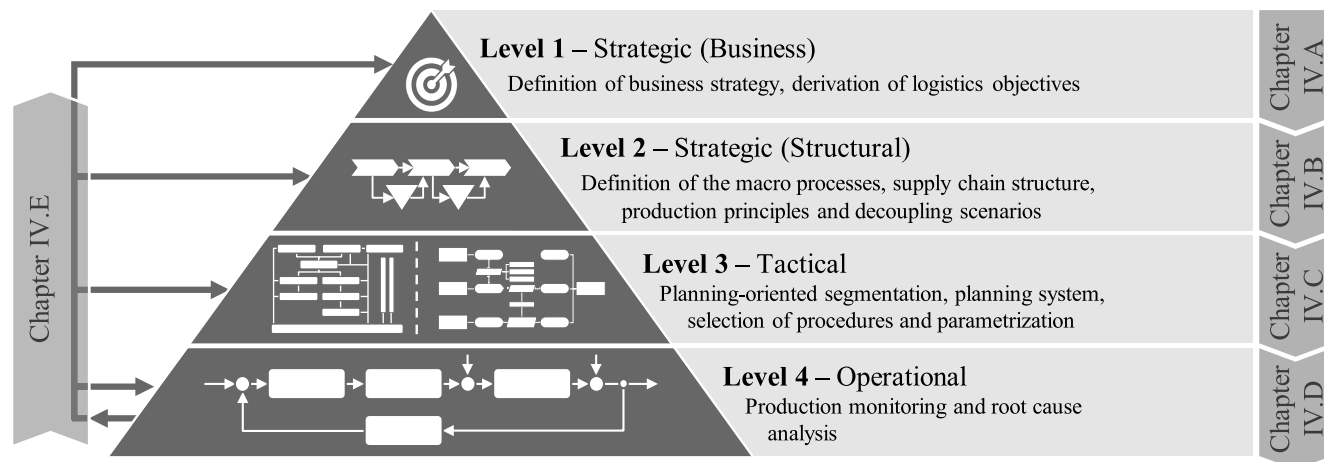 Level 1 – Strategic (Business)
Definition of business strategy, derivation of logistics objectives
Chapter
IV.A
Level 2 – Strategic (Structural)
Definition of the macro processes, supply chain structure,
production principles and decoupling scenarios
Chapter
IV.B
Level 3 – Tactical
Planning-oriented segmentation, planning system,
selection of procedures and parametrization
Chapter
IV.C
Level 4 – Operational
Production monitoring and root cause
analysis
Chapter
IV.D
Chapter IV.E